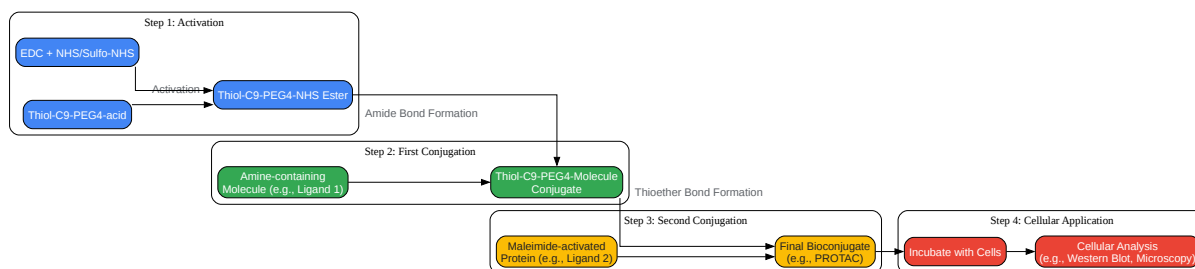 Step 1: Activation
EDC + NHS/Sulfo-NHS
Activation
Thiol-C9-PEG4-NHS Ester
Thiol-C9-PEG4-acid
Amide Bond Formation
Step 2: First Conjugation
Amine-containing
Molecule (e.g., Ligand 1)
Thiol-C9-PEG4-Molecule
Conjugate
Thioether Bond Formation
Step 3: Second Conjugation
Maleimide-activated
Protein (e.g., Ligand 2)
Final Bioconjugate
(e.g., PROTAC)
Step 4: Cellular Application
Incubate with Cells
Cellular Analysis
(e.g., Western Blot, Microscopy)